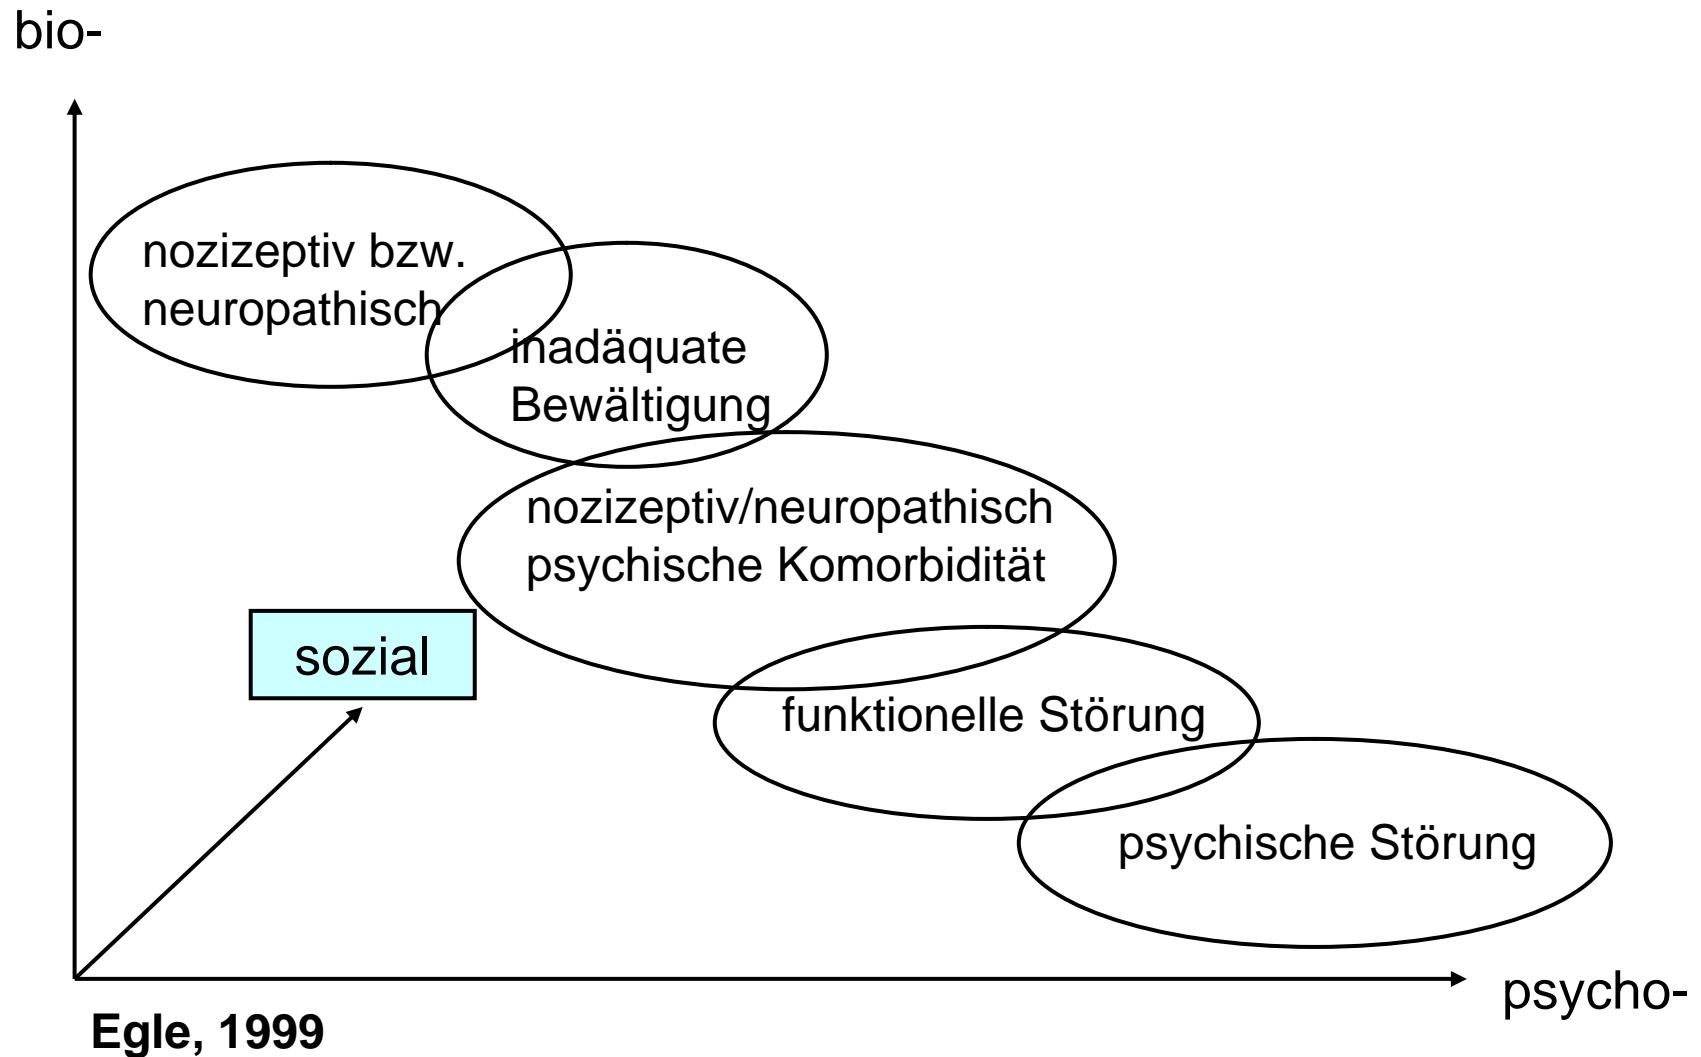 bio-
nozizeptiv bzw.
neuropathisch
inadäquate
Bewältigung
nozizeptiv/neuropathisch
psychische Komorbidität
sozial
funktionelle Störung
psychische Störung
psycho-
Egle, 1999